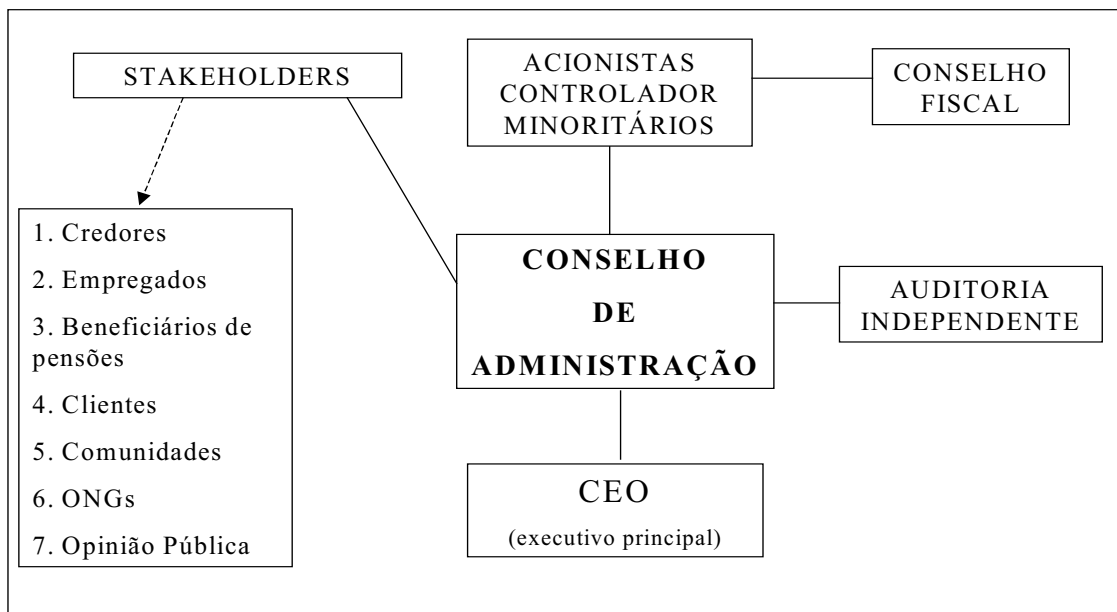 STAKEHOLDERS
ACIONISTAS
CONTROLADOR
MINORITÁRIOS
CONSELHO
FISCAL
1. Credores
2. Empregados
3. Beneficiários de
pensões
4. Clientes
5. Comunidades
6. ONGs
7. Opinião Pública
CONSELHO
DE
ADMINISTRAÇÃO
AUDITORIA
INDEPENDENTE
CEO
(executivo principal)